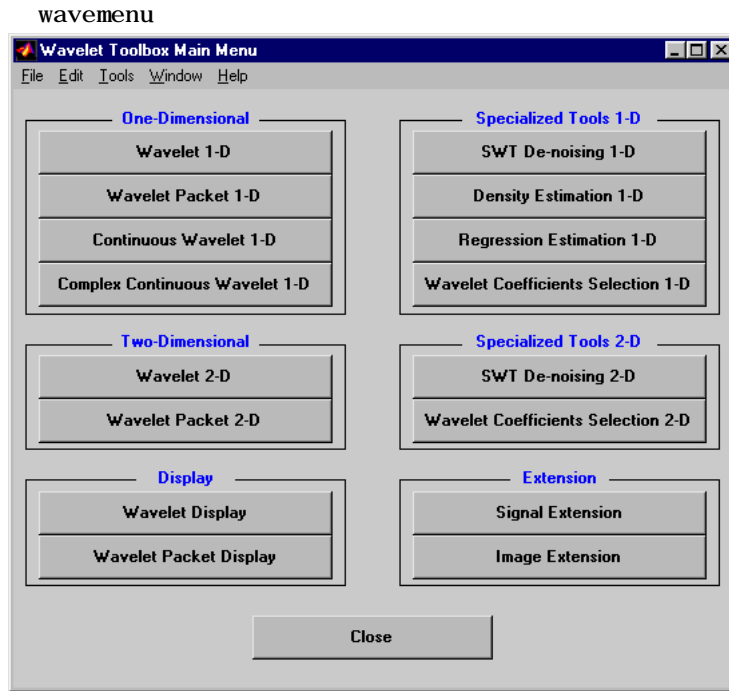 wavemenu
Wavelet Toolbox Main Menu
File Edit Tools Window Help
One-Dimensional
Wavelet 1-D
Wavelet Packet 1-D
Continuous Wavelet 1-D
Complex Continuous Wavelet 1-D
Specialized Tools 1-D
SWT De-noising 1-D
Density Estimation 1-D
Regression Estimation 1-D
Wavelet Coefficients Selection 1-D
Two-Dimensional
Wavelet 2-D
Wavelet Packet 2-D
Specialized Tools 2-D
SWT De-noising 2-D
Wavelet Coefficients Selection 2-D
Display
Wavelet Display
Wavelet Packet Display
Extension
Signal Extension
Image Extension
Close